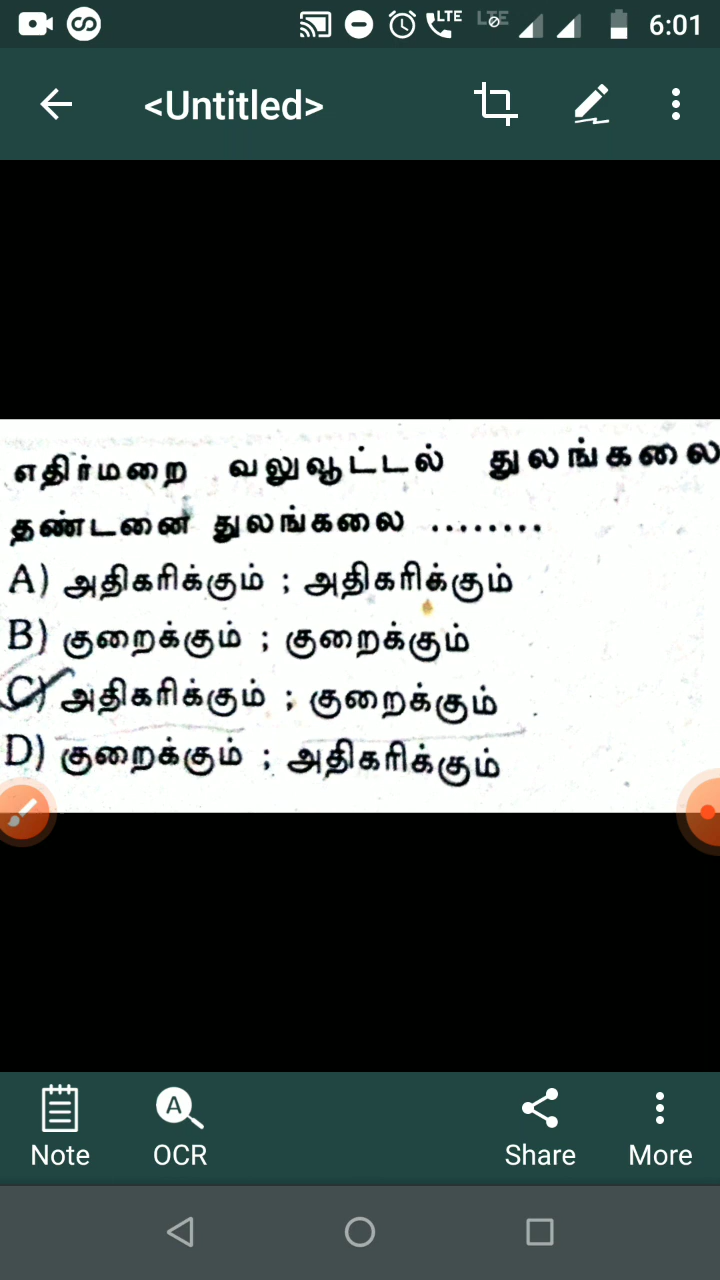 6:01
<Untitled>
எதிர்மறை வலுவூட்டல் துலங்கலை
தண்டனை துலங்கலை ........
A) அதிகரிக்கும் ; அதிகரிக்கும்
B) குறைக்கும் ; குறைக்கும்
C) அதிகரிக்கும் ; குறைக்கும்
D) குறைக்கும் ; அதிகரிக்கும்
Note OCR Share More